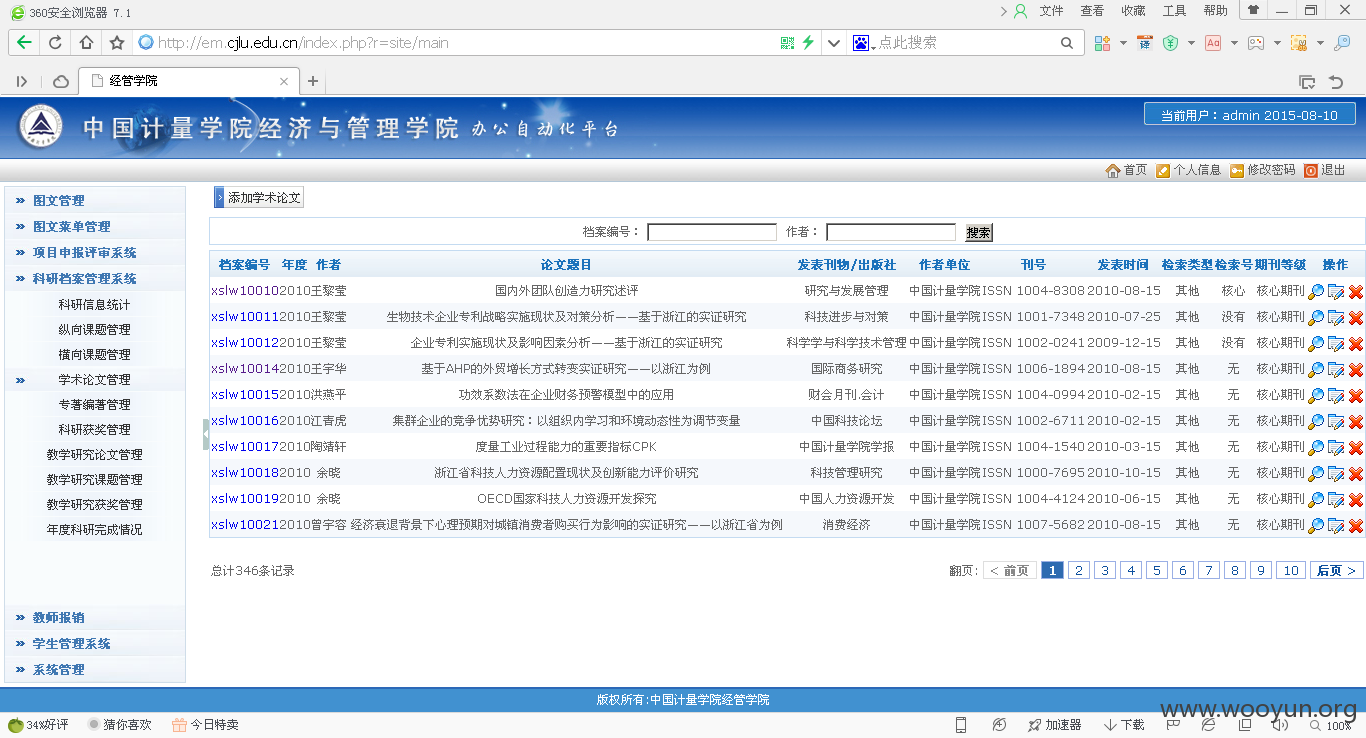 360安全浏览器 7.1
文件 查看 收藏 工具 帮助
http://em.cjlu.edu.cn/index.php?r=site/main
点此搜索
经管学院
中国计量学院经济与管理学院 办公自动化平台
当前用户：admin 2015-08-10
首页 个人信息 修改密码 退出
图文管理
图文菜单管理
项目申报评审系统
科研档案管理系统
科研信息统计
纵向课题管理
横向课题管理
学术论文管理
专著编著管理
科研获奖管理
教学研究论文管理
教学研究课题管理
教学研究获奖管理
年度科研完成情况
教师报销
学生管理系统
系统管理
添加学术论文
档案编号： 作者： 搜索
档案编号 年度 作者 论文题目 发表刊物/出版社 作者单位 刊号 发表时间 检索类型 检索号 期刊等级 操作
xslw10010 2010 王黎莹 国内外团队创造力研究述评 研究与发展管理 中国计量学院 ISSN 1004-8308 2010-08-15 其他 核心 核心期刊
xslw10011 2010 王黎莹 生物技术企业专利战略实施现状及对策分析——基于浙江的实证研究 科技进步与对策 中国计量学院 ISSN 1001-7348 2010-07-25 其他 没有 核心期刊
xslw10012 2010 王黎莹 企业专利实施现状及影响因素分析——基于浙江的实证研究 科学学与科学技术管理 中国计量学院 ISSN 1002-0241 2009-12-15 其他 没有 核心期刊
xslw10014 2010 王宇华 基于AHP的外贸增长方式转变实证研究——以浙江为例 国际商务研究 中国计量学院 ISSN 1006-1894 2010-08-15 其他 无 核心期刊
xslw10015 2010 洪燕平 功效系数法在企业财务预警模型中的应用 财会月刊.会计 中国计量学院 ISSN 1004-0994 2010-02-15 其他 无 核心期刊
xslw10016 2010 江青虎 集群企业的竞争优势研究：以组织内学习和环境动态性为调节变量 中国科技论坛 中国计量学院 ISSN 1002-6711 2010-02-15 其他 无 核心期刊
xslw10017 2010 陶靖轩 度量工业过程能力的重要指标CPK 中国计量学院学报 中国计量学院 ISSN 1004-1540 2010-03-15 其他 无 核心期刊
xslw10018 2010 余晓 浙江省科技人力资源配置现状及创新能力评价研究 科技管理研究 中国计量学院 ISSN 1000-7695 2010-10-15 其他 无 核心期刊
xslw10019 2010 余晓 OECD国家科技人力资源开发探究 中国人力资源开发 中国计量学院 ISSN 1004-4124 2010-06-15 其他 无 核心期刊
xslw10021 2010 曾宇容 经济衰退背景下心理预期对城镇消费者购买行为影响的实证研究——以浙江省为例 消费经济 中国计量学院 ISSN 1007-5682 2010-08-15 其他 无 核心期刊
总计346条记录
翻页: < 前页 1 2 3 4 5 6 7 8 9 10 后页 >
版权所有:中国计量学院经管学院
34%好评 猜你喜欢 今日特卖 加速器 下载 100%
www.wooyun.org